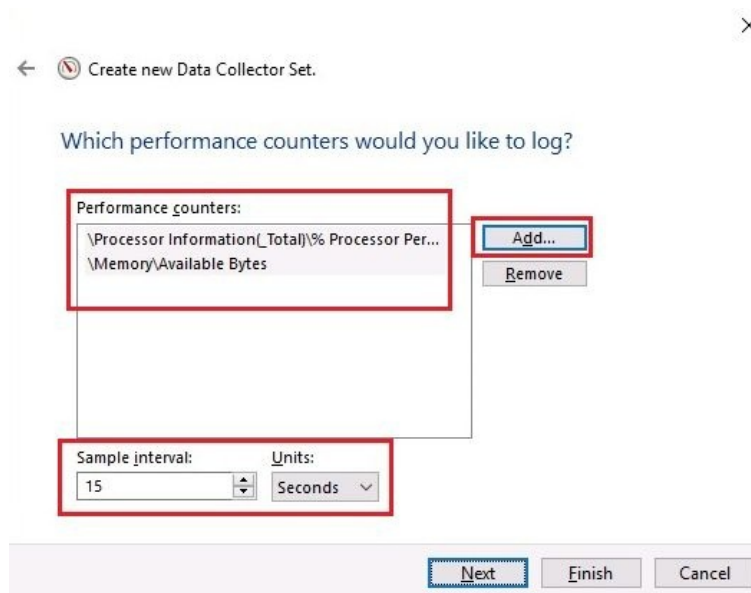 Create new Data Collector Set.
Which performance counters would you like to log?
Performance counters:
\Processor Information(_Total)\% Processor Per...
Add...
\Memory\Available Bytes
Remove
Sample interval: Units:
15 Seconds
Next Finish Cancel